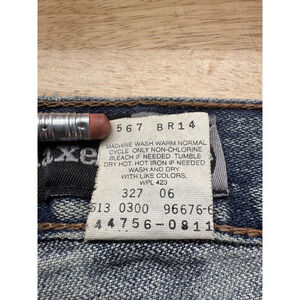 567 BR14
MACHINE WASH WARM NORMAL
CYCLE ONLY NON-CHLORINE
BLEACH IF NEEDED TUMBLE
DRY HOT. HOT IRON IF NEEDED
WASH AND DRY
WITH LIKE COLORS.
WPL 423
327 06
513 0300 96676-
44756-0811